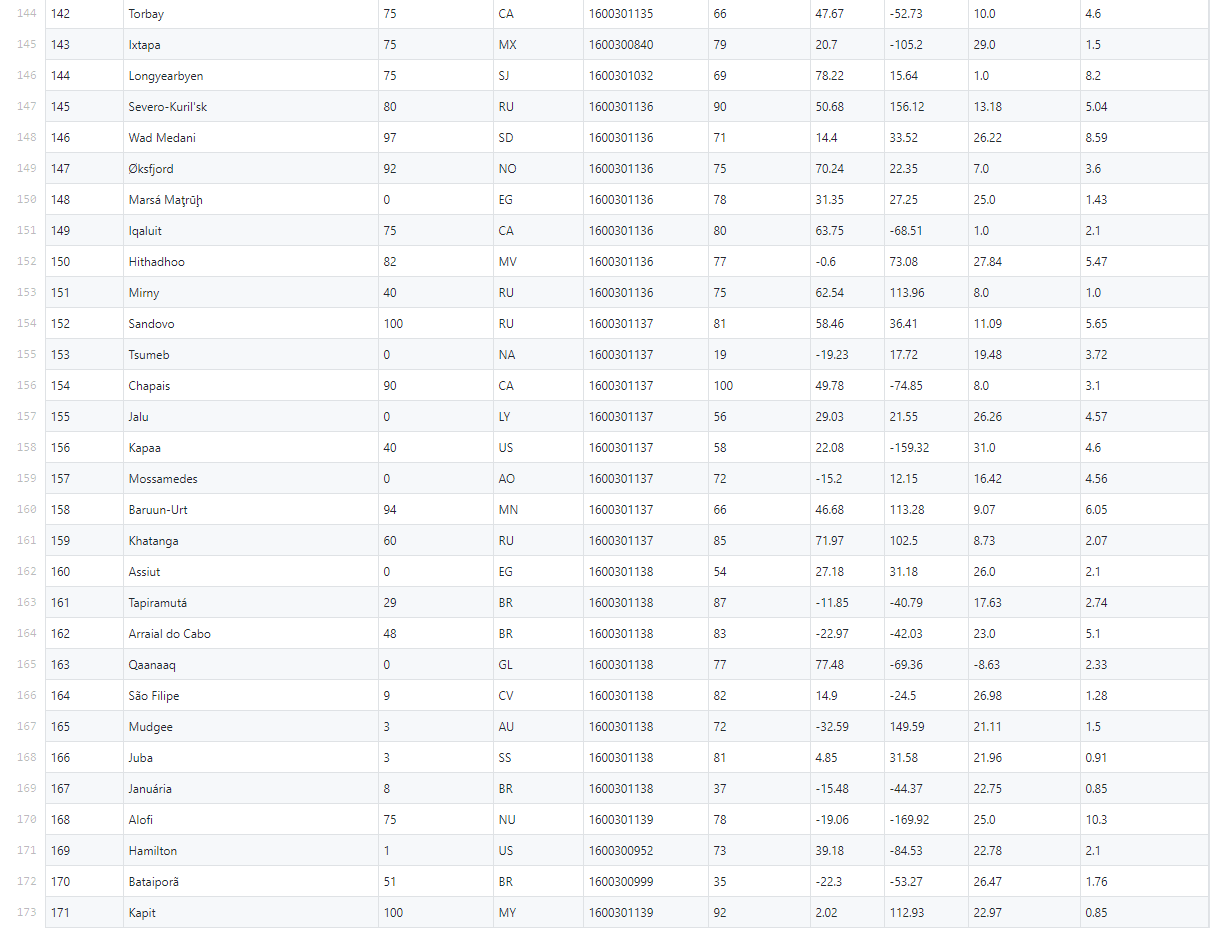 144 142 Torbay 75 CA 1600301135 66 47.67 -52.73 10.0 4.6
145 143 Ixtapa 75 MX 1600300840 79 20.7 -105.2 29.0 1.5
146 144 Longyearbyen 75 SJ 1600301032 69 78.22 15.64 1.0 8.2
147 145 Severo-Kuril'sk 80 RU 1600301136 90 50.68 156.12 13.18 5.04
148 146 Wad Medani 97 SD 1600301136 71 14.4 33.52 26.22 8.59
149 147 Øksfjord 92 NO 1600301136 75 70.24 22.35 7.0 3.6
150 148 Marsá Maţrūḩ 0 EG 1600301136 78 31.35 27.25 25.0 1.43
151 149 Iqaluit 75 CA 1600301136 80 63.75 -68.51 1.0 2.1
152 150 Hithadhoo 82 MV 1600301136 77 -0.6 73.08 27.84 5.47
153 151 Mirny 40 RU 1600301136 75 62.54 113.96 8.0 1.0
154 152 Sandovo 100 RU 1600301137 81 58.46 36.41 11.09 5.65
155 153 Tsumeb 0 NA 1600301137 19 -19.23 17.72 19.48 3.72
156 154 Chapais 90 CA 1600301137 100 49.78 -74.85 8.0 3.1
157 155 Jalu 0 LY 1600301137 56 29.03 21.55 26.26 4.57
158 156 Kapaa 40 US 1600301137 58 22.08 -159.32 31.0 4.6
159 157 Mossamedes 0 AO 1600301137 72 -15.2 12.15 16.42 4.56
160 158 Baruun-Urt 94 MN 1600301137 66 46.68 113.28 9.07 6.05
161 159 Khatanga 60 RU 1600301137 85 71.97 102.5 8.73 2.07
162 160 Assiut 0 EG 1600301138 54 27.18 31.18 26.0 2.1
163 161 Tapiramutá 29 BR 1600301138 87 -11.85 -40.79 17.63 2.74
164 162 Arraial do Cabo 48 BR 1600301138 83 -22.97 -42.03 23.0 5.1
165 163 Qaanaaq 0 GL 1600301138 77 77.48 -69.36 -8.63 2.33
166 164 São Filipe 9 CV 1600301138 82 14.9 -24.5 26.98 1.28
167 165 Mudgee 3 AU 1600301138 72 -32.59 149.59 21.11 1.5
168 166 Juba 3 SS 1600301138 81 4.85 31.58 21.96 0.91
169 167 Januária 8 BR 1600301138 37 -15.48 -44.37 22.75 0.85
170 168 Alofi 75 NU 1600301139 78 -19.06 -169.92 25.0 10.3
171 169 Hamilton 1 US 1600300952 73 39.18 -84.53 22.78 2.1
172 170 Bataiporã 51 BR 1600300999 35 -22.3 -53.27 26.47 1.76
173 171 Kapit 100 MY 1600301139 92 2.02 112.93 22.97 0.85